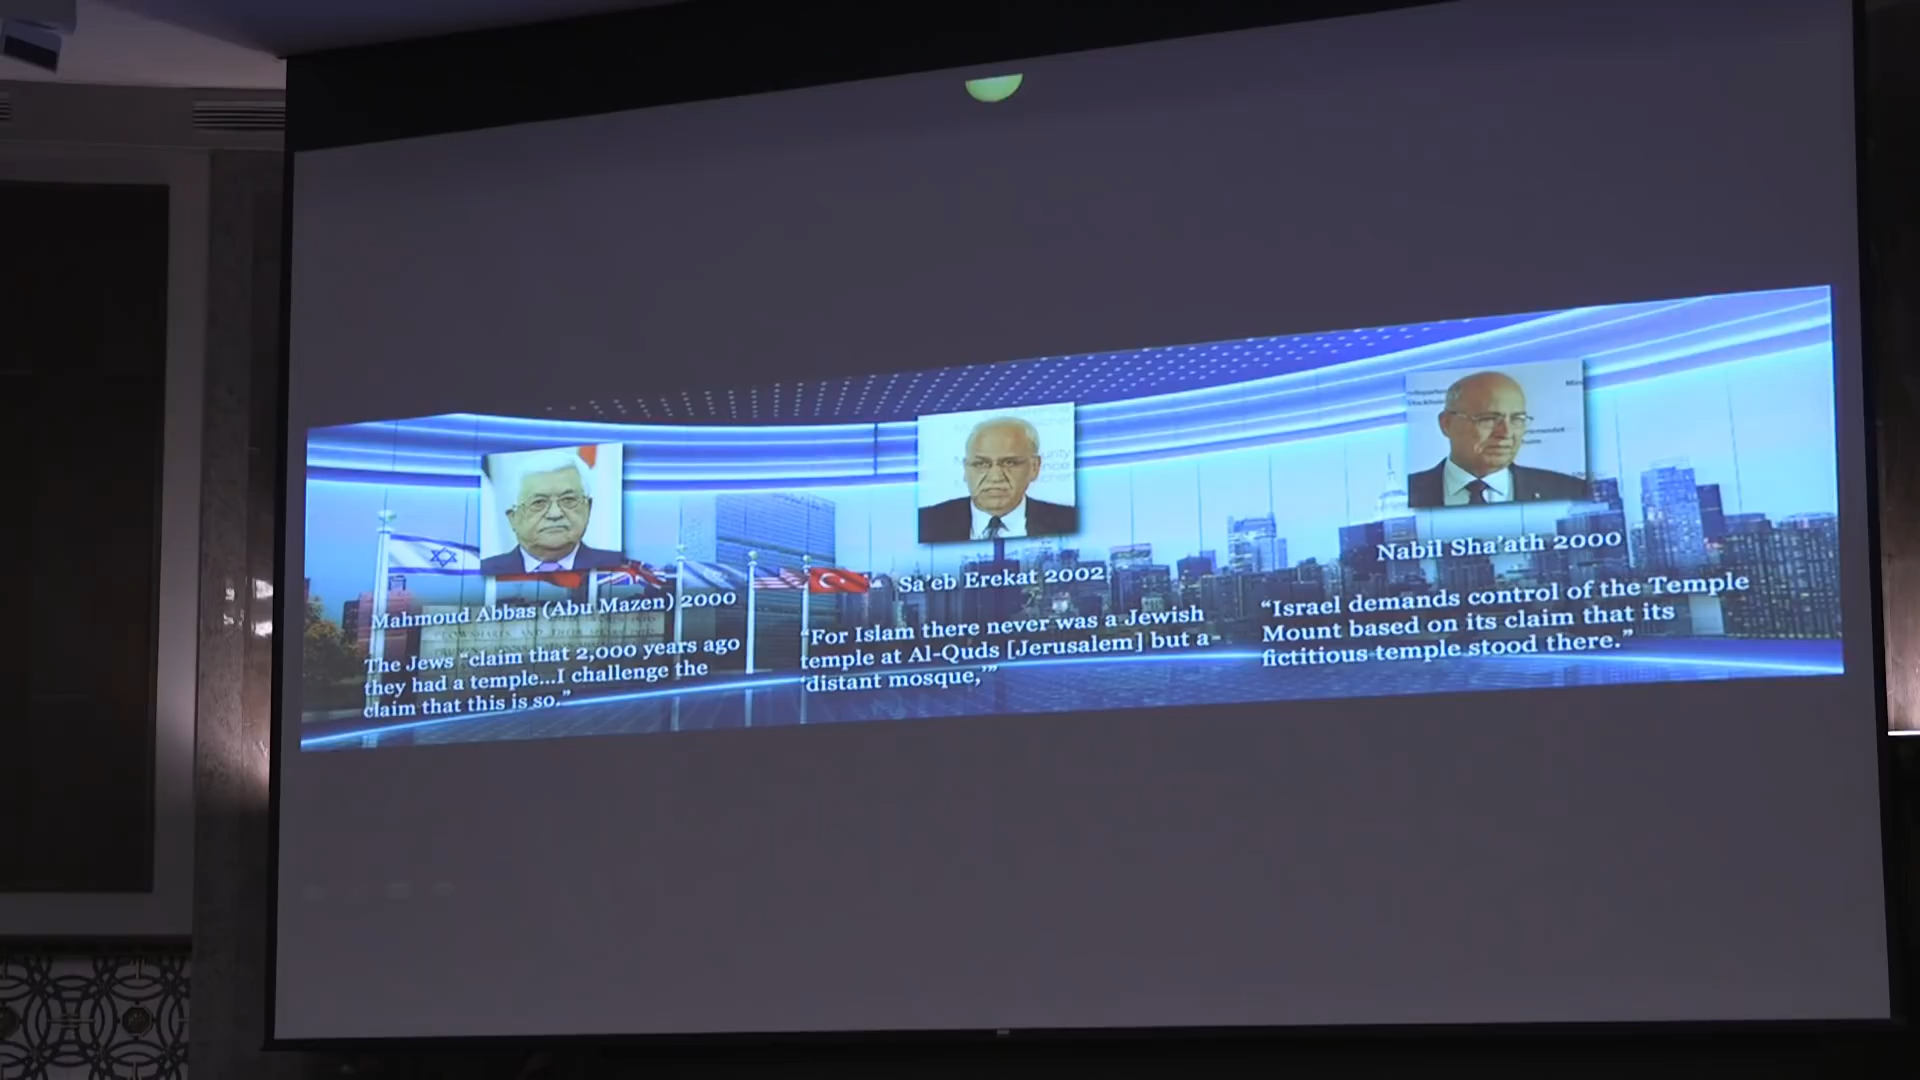 Mahmoud Abbas (Abu Mazen) 2000
The Jews “claim that 2,000 years ago
they had a temple...I challenge the
claim that this is so.”
Sa’eb Erekat 2002
“For Islam there never was a Jewish
temple at Al-Quds [Jerusalem] but a
‘distant mosque,’”
Nabil Sha’ath 2000
“Israel demands control of the Temple
Mount based on its claim that its
fictitious temple stood there.”